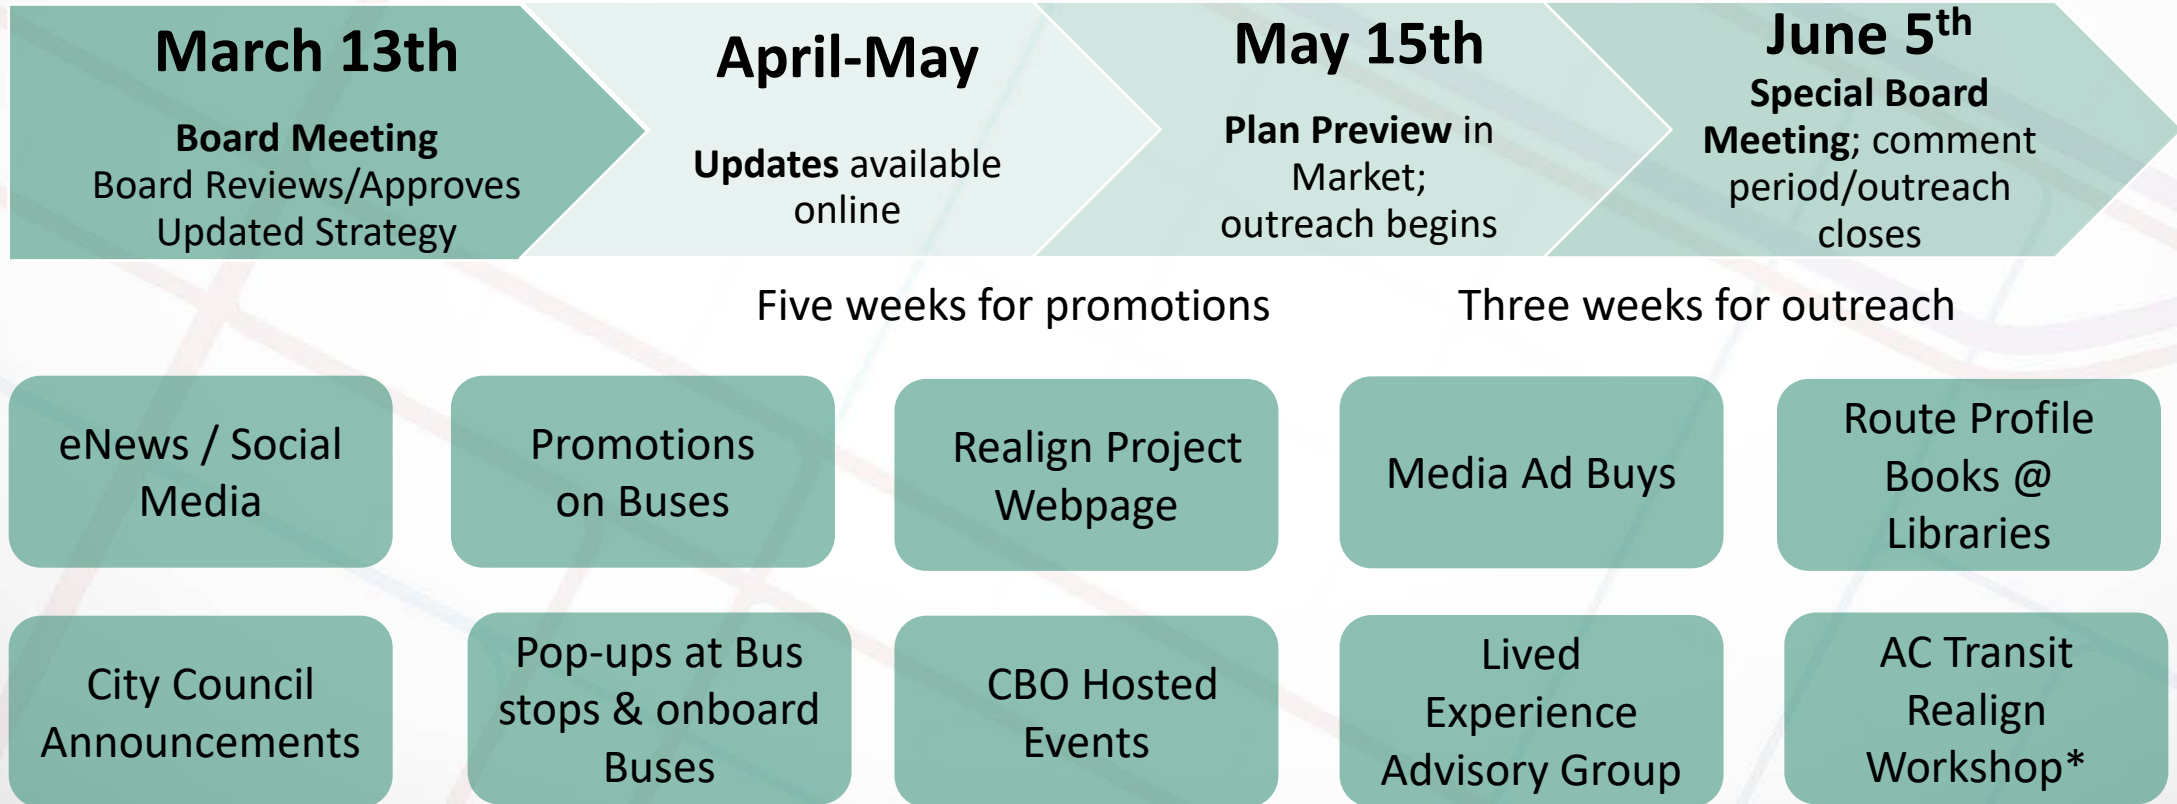 March 13th
Board Meeting
Board Reviews/Approves
Updated Strategy
April-May
Updates available
online
May 15th
Plan Preview in
Market;
outreach begins
June 5th
Special Board
Meeting; comment
period/outreach
closes
Five weeks for promotions
Three weeks for outreach
eNews / Social
Media
Promotions
on Buses
Realign Project
Webpage
Media Ad Buys
Route Profile
Books @
Libraries
City Council
Announcements
Pop-ups at Bus
stops & onboard
Buses
CBO Hosted
Events
Lived
Experience
Advisory Group
AC Transit
Realign
Workshop*